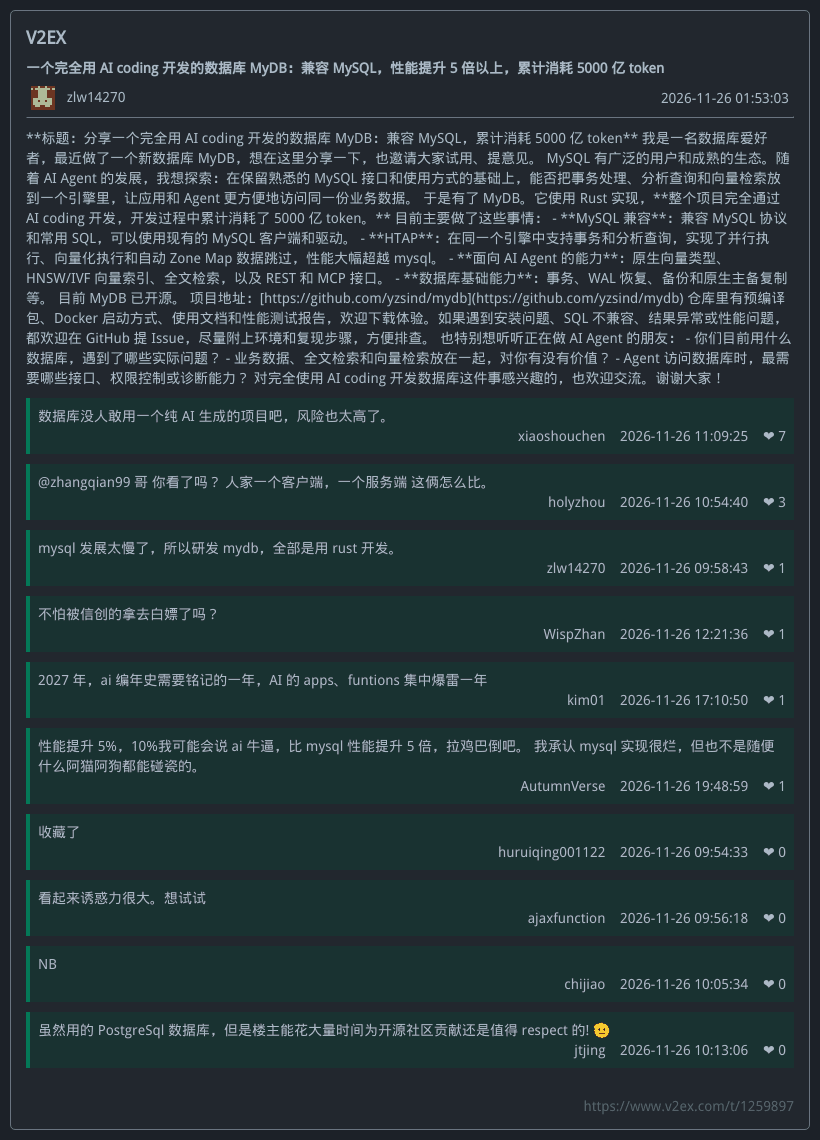 V2EX
一个完全用 AI coding 开发的数据库 MyDB：兼容 MySQL，性能提升 5 倍以上，累计消耗 5000 亿 token
zlw14270
2026-11-26 01:53:03
**标题：分享一个完全用 AI coding 开发的数据库 MyDB：兼容 MySQL，累计消耗 5000 亿 token** 我是一名数据库爱好
者，最近做了一个新数据库 MyDB，想在这里分享一下，也邀请大家试用、提意见。 MySQL 有广泛的用户和成熟的生态。随
着 AI Agent 的发展，我想探索：在保留熟悉的 MySQL 接口和使用方式的基础上，能否把事务处理、分析查询和向量检索放
到一个引擎里，让应用和 Agent 更方便地访问同一份业务数据。 于是有了 MyDB。它使用 Rust 实现，**整个项目完全通过
AI coding 开发，开发过程中累计消耗了 5000 亿 token。** 目前主要做了这些事情： - **MySQL 兼容**：兼容 MySQL 协议
和常用 SQL，可以使用现有的 MySQL 客户端和驱动。 - **HTAP**：在同一个引擎中支持事务和分析查询，实现了并行执
行、向量化执行和自动 Zone Map 数据跳过，性能大幅超越 mysql。 - **面向 AI Agent 的能力**：原生向量类型、
HNSW/IVF 向量索引、全文检索，以及 REST 和 MCP 接口。 - **数据库基础能力**：事务、WAL 恢复、备份和原生主备复制
等。 目前 MyDB 已开源。 项目地址：[https://github.com/yzsind/mydb](https://github.com/yzsind/mydb) 仓库里有预编译
包、Docker 启动方式、使用文档和性能测试报告，欢迎下载体验。如果遇到安装问题、SQL 不兼容、结果异常或性能问题，
都欢迎在 GitHub 提 Issue，尽量附上环境和复现步骤，方便排查。 也特别想听听正在做 AI Agent 的朋友： - 你们目前用什么
数据库，遇到了哪些实际问题？ - 业务数据、全文检索和向量检索放在一起，对你有没有价值？ - Agent 访问数据库时，最需
要哪些接口、权限控制或诊断能力？ 对完全使用 AI coding 开发数据库这件事感兴趣的，也欢迎交流。谢谢大家！
数据库没人敢用一个纯 AI 生成的项目吧，风险也太高了。
xiaoshouchen 2026-11-26 11:09:25 ❤ 7
@zhangqian99 哥 你看了吗？ 人家一个客户端，一个服务端 这俩怎么比。
holyzhou 2026-11-26 10:54:40 ❤ 3
mysql 发展太慢了，所以研发 mydb，全部是用 rust 开发。
zlw14270 2026-11-26 09:58:43 ❤ 1
不怕被信创的拿去白嫖了吗？
WispZhan 2026-11-26 12:21:36 ❤ 1
2027 年，ai 编年史需要铭记的一年，AI 的 apps、funtions 集中爆雷一年
kim01 2026-11-26 17:10:50 ❤ 1
性能提升 5%，10%我可能会说 ai 牛逼，比 mysql 性能提升 5 倍，拉鸡巴倒吧。 我承认 mysql 实现很烂，但也不是随便
什么阿猫阿狗都能碰瓷的。
AutumnVerse 2026-11-26 19:48:59 ❤ 1
收藏了
huruiqing001122 2026-11-26 09:54:33 ❤ 0
看起来诱惑力很大。想试试
ajaxfunction 2026-11-26 09:56:18 ❤ 0
NB
chijiao 2026-11-26 10:05:34 ❤ 0
虽然用的 PostgreSql 数据库，但是楼主能花大量时间为开源社区贡献还是值得 respect 的! 🫡
jtjing 2026-11-26 10:13:06 ❤ 0
https://www.v2ex.com/t/1259897